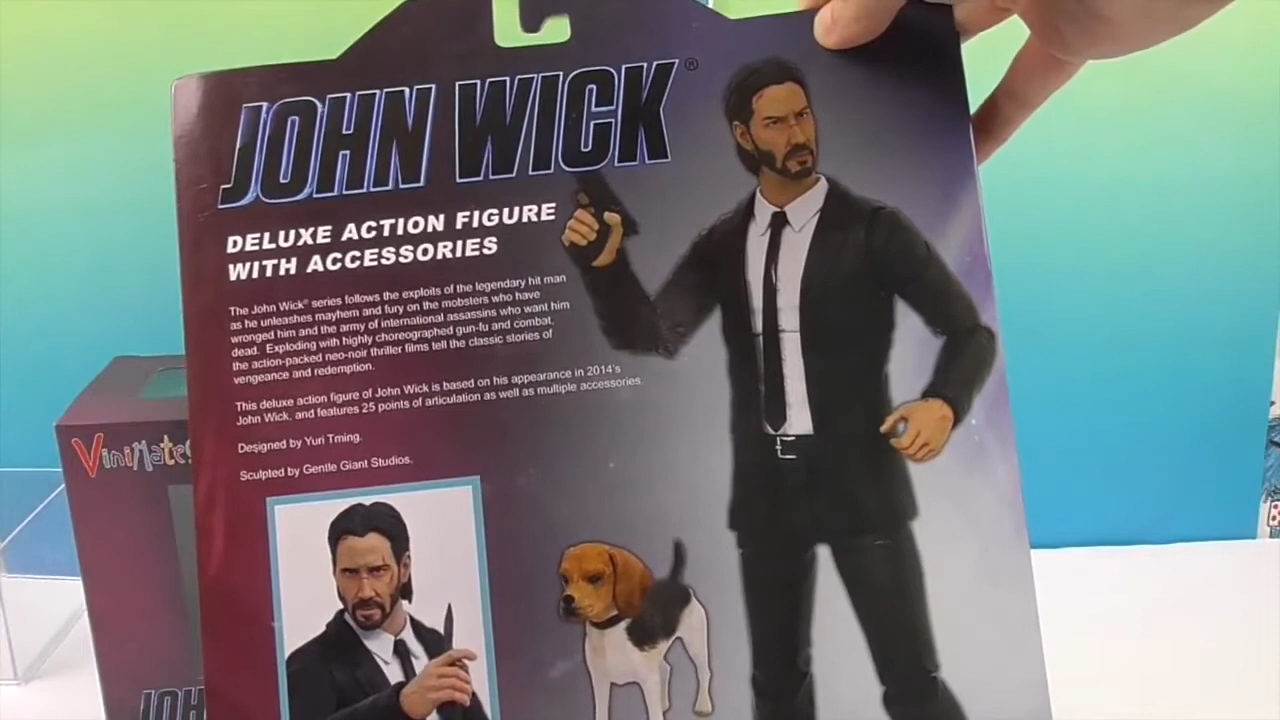 JOHN WICK®
DELUXE ACTION FIGURE
WITH ACCESSORIES
The John Wick® series follows the exploits of the legendary hit man
as he unleashes mayhem and fury on the mobsters who have
wronged him and the army of international assassins who want him
dead. Exploding with highly choreographed gun-fu and combat,
the action-packed neo-noir thriller films tell the classic stories of
vengeance and redemption.
This deluxe action figure of John Wick is based on his appearance in 2014's
John Wick, and features 25 points of articulation as well as multiple accessories.
Designed by Yuri Tming.
Sculpted by Gentle Giant Studios.
ViniMates
JOH